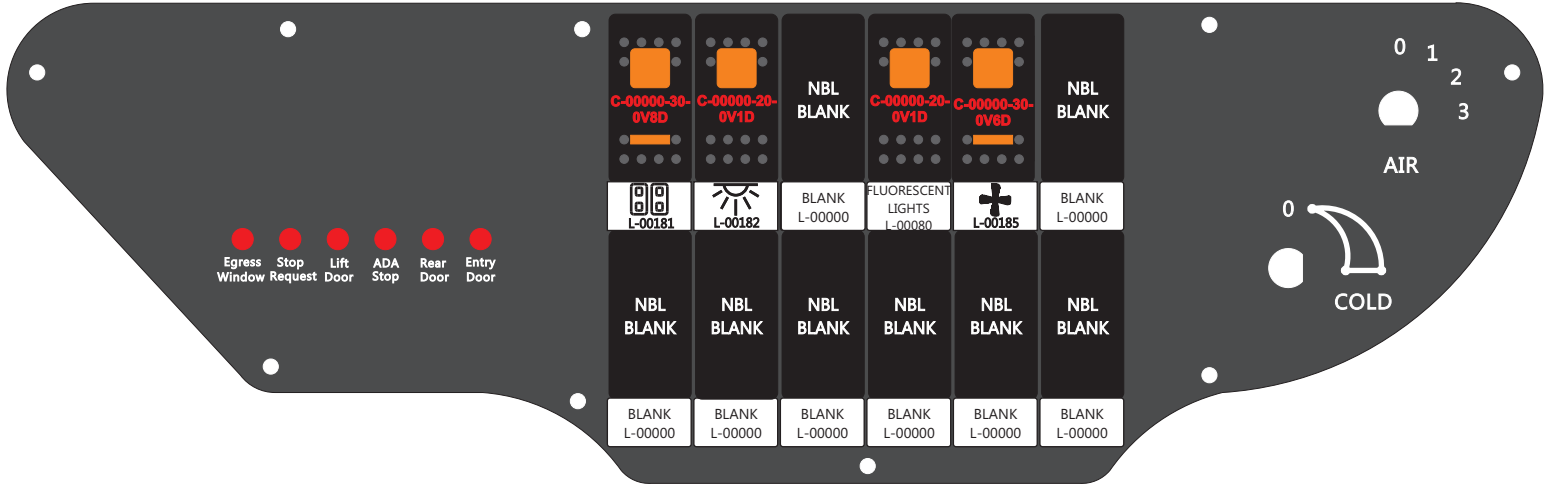 C-00000-30-
0V8D
C-00000-20-
0V1D
NBL
BLANK
C-00000-20-
0V1D
C-00000-30-
0V6D
NBL
BLANK
0
1
2
3
AIR
L-00181
L-00182
BLANK
L-00000
FLUORESCENT
LIGHTS
L-00080
L-00185
BLANK
L-00000
0
COLD
Egress
Window
Stop
Request
Lift
Door
ADA
Stop
Rear
Door
Entry
Door
NBL
BLANK
NBL
BLANK
NBL
BLANK
NBL
BLANK
NBL
BLANK
NBL
BLANK
BLANK
L-00000
BLANK
L-00000
BLANK
L-00000
BLANK
L-00000
BLANK
L-00000
BLANK
L-00000